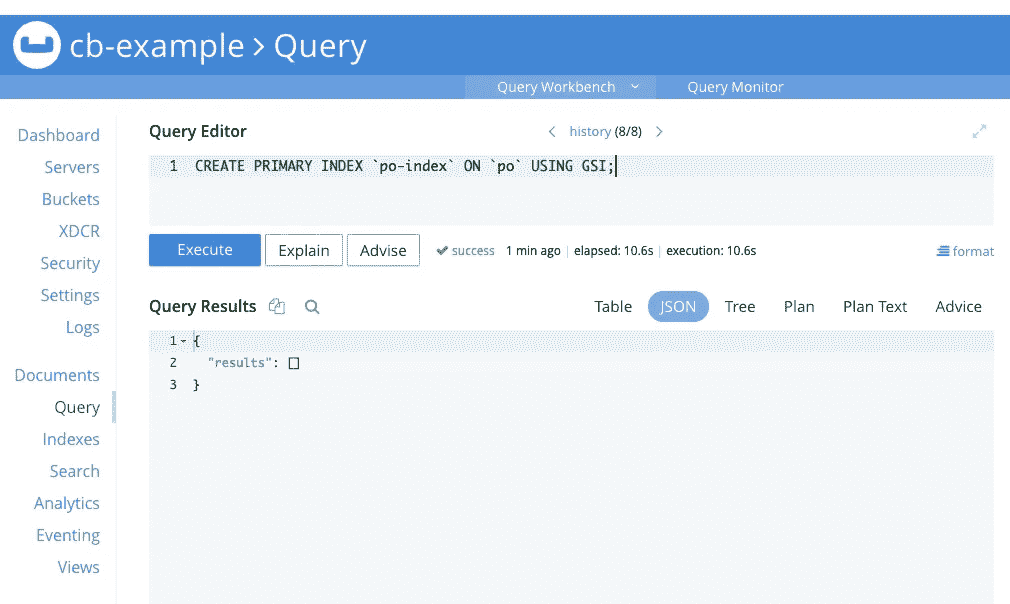 cb-example > Query
Query Workbench Query Monitor
Dashboard
Servers
Buckets
XDCR
Security
Settings
Logs
Documents
Query
Indexes
Search
Analytics
Eventing
Views
Query Editor < history (8/8) >
1 CREATE PRIMARY INDEX `po-index` ON `po` USING GSI;
Execute Explain Advise success 1 min ago | elapsed: 10.6s | execution: 10.6s format
Query Results Table JSON Tree Plan Plan Text Advice
1 {
2 "results": []
3 }